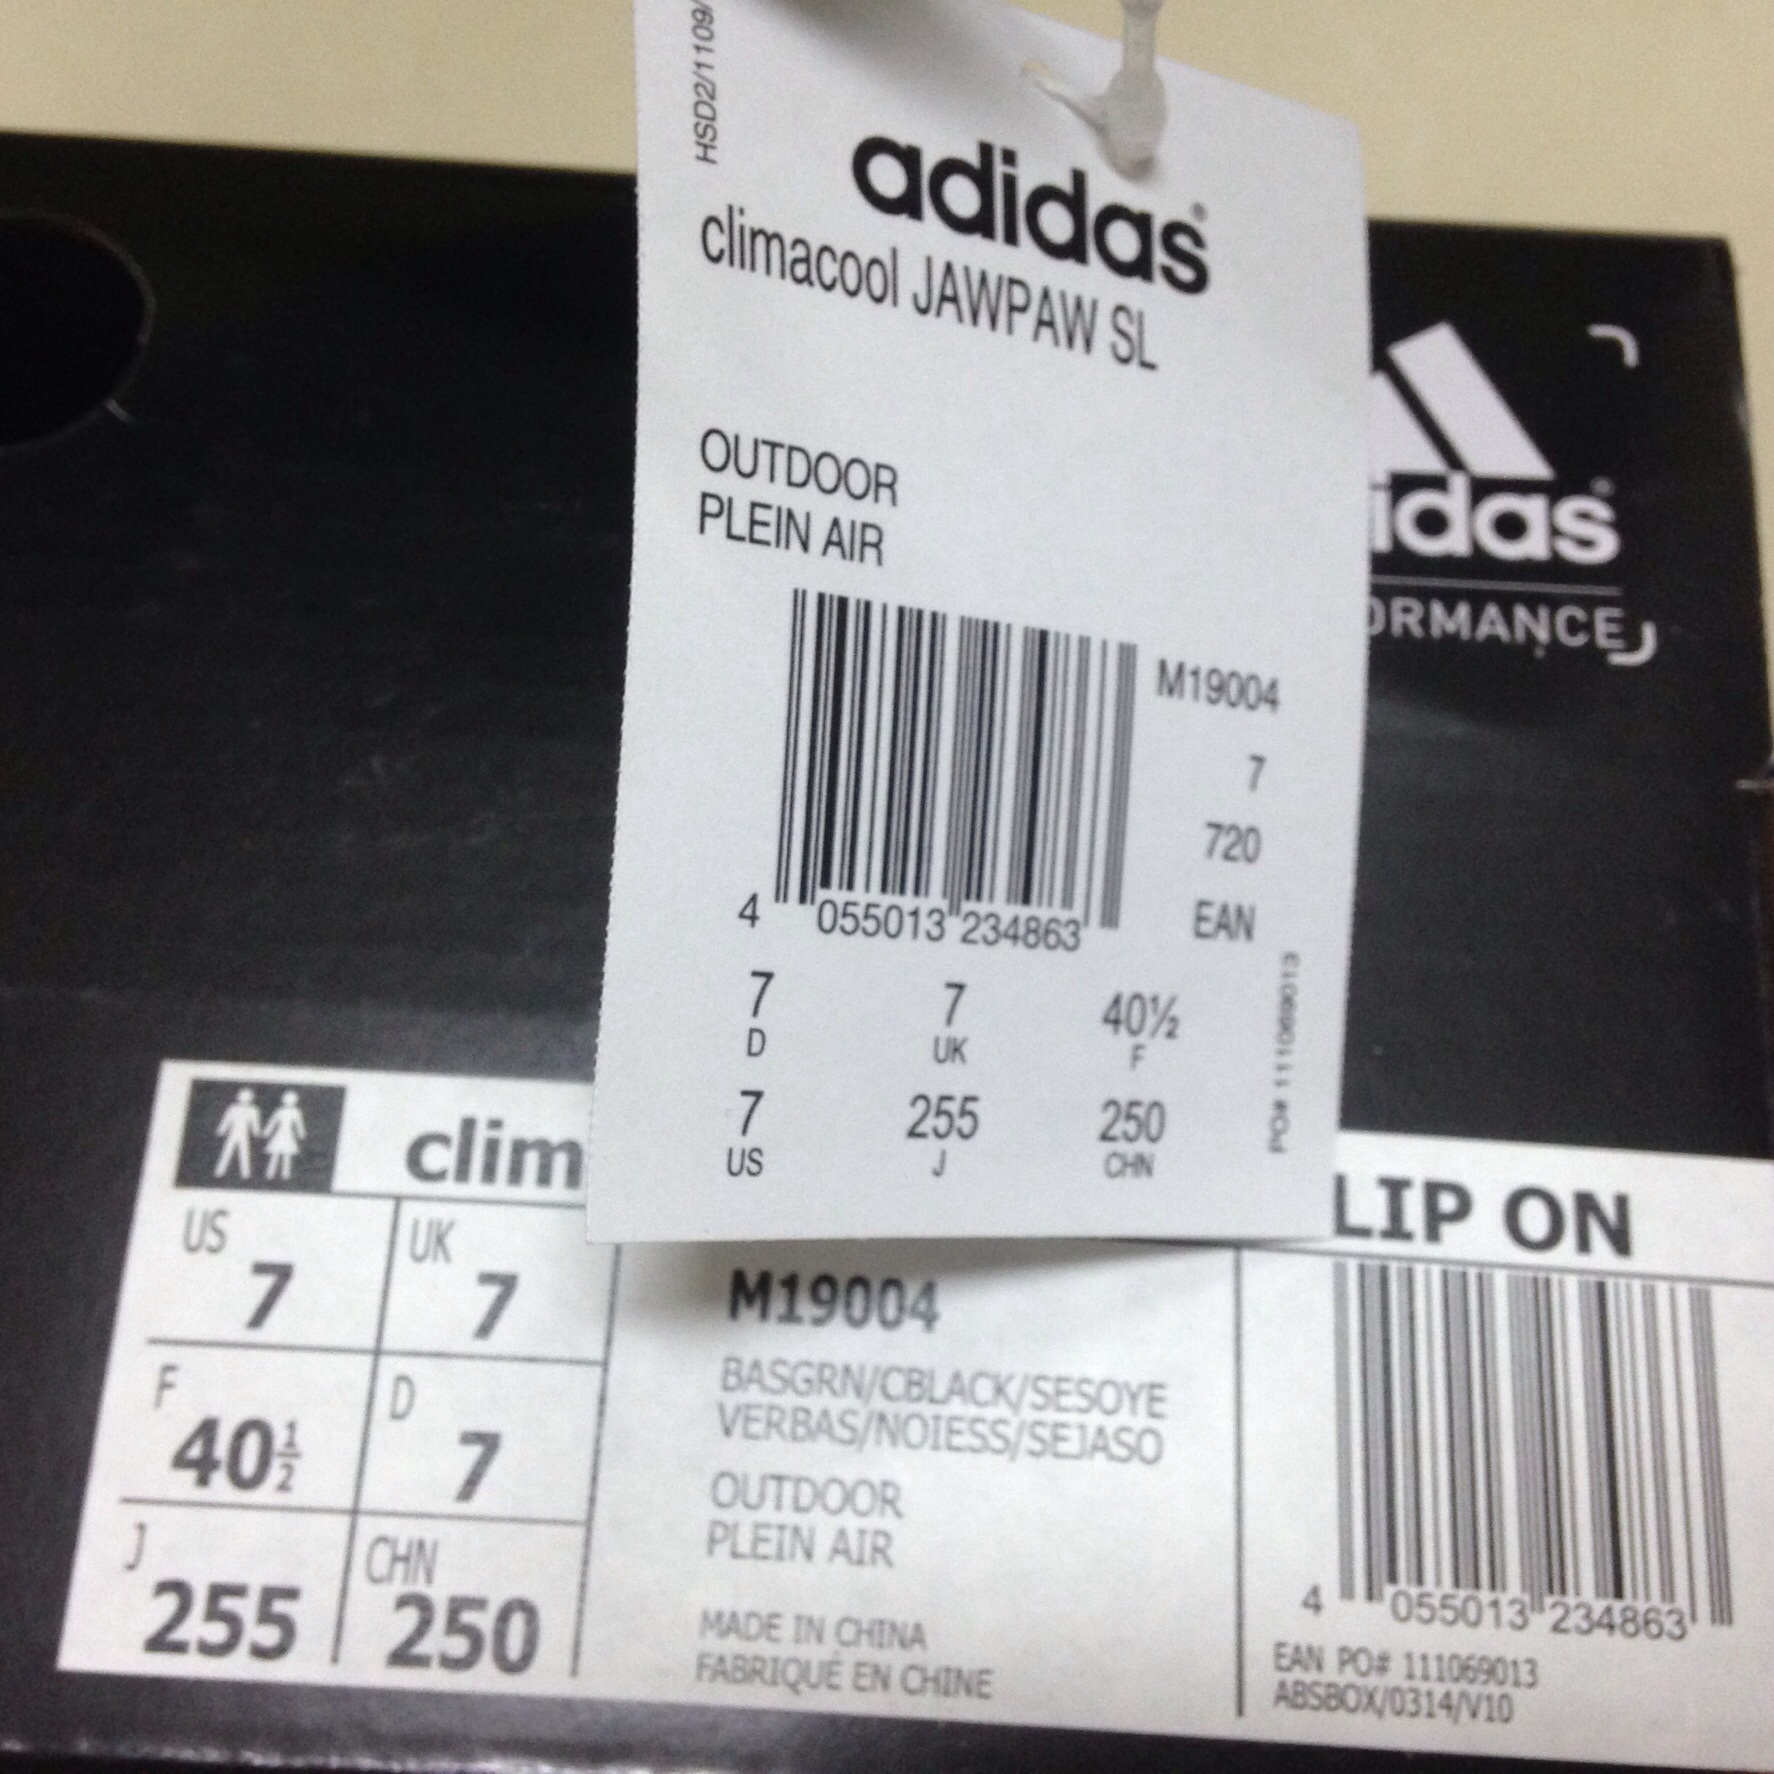 HSD2/1109/
adidas
climacool JAWPAW SL
OUTDOOR
PLEIN AIR
M19004
7
720
EAN
4 055013 234863
7 7 40½
D UK F
7 255 250
US J CHN
PO# 111069013
idas
ORMANCE
clim
LIP ON
US 7 UK 7
F 40½ D 7
J 255 CHN 250
M19004
BASGRN/CBLACK/SESOYE
VERBAS/NOIESS/SEJASO
OUTDOOR
PLEIN AIR
MADE IN CHINA
FABRIQUÉ EN CHINE
4 055013 234863
EAN PO# 111069013
ABSBOX/0314/V10